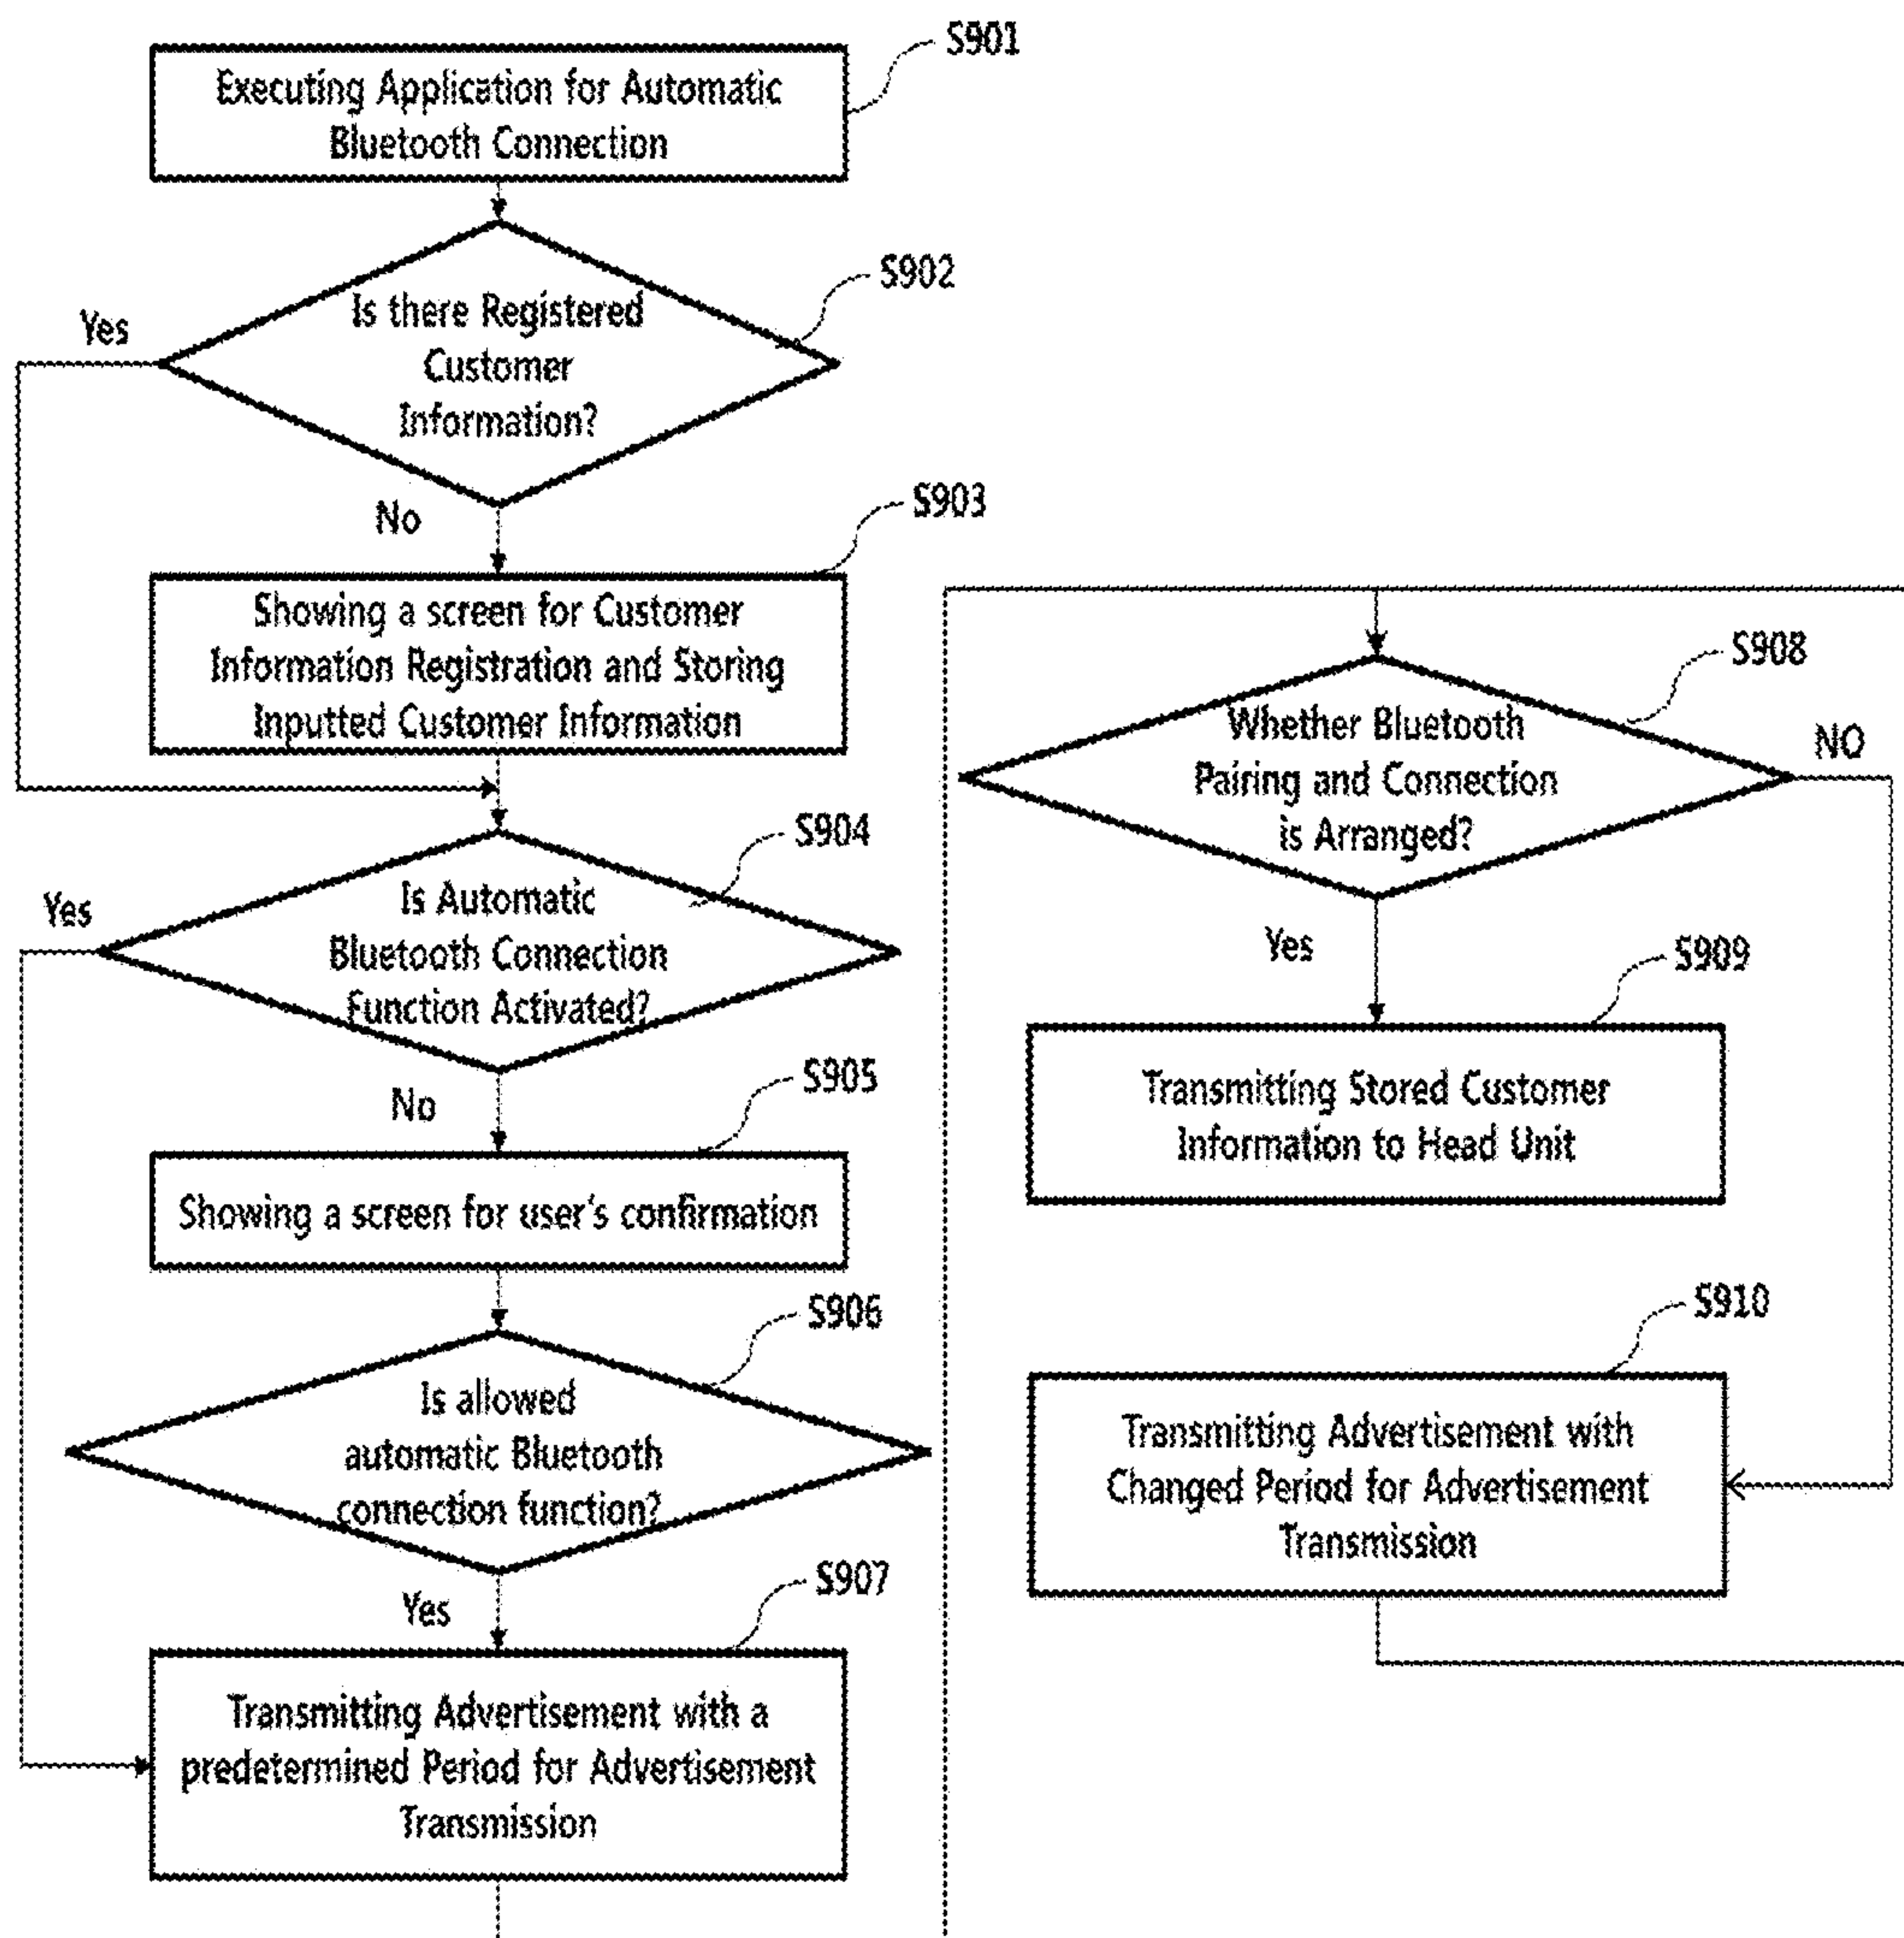 S901
Executing Application for Automatic
Bluetooth Connection
S902
Yes
Is there Registered
Customer
Information?
No
S903
Showing a screen for Customer
Information Registration and Storing
Inputted Customer Information
S904
Yes
Is Automatic
Bluetooth Connection
Function Activated?
No
S905
Showing a screen for user's confirmation
S906
Is allowed
automatic Bluetooth
connection function?
Yes
S907
Transmitting Advertisement with a
predetermined Period for Advertisement
Transmission
S908
Whether Bluetooth
Pairing and Connection
is Arranged?
NO
Yes
S909
Transmitting Stored Customer
Information to Head Unit
S910
Transmitting Advertisement with
Changed Period for Advertisement
Transmission